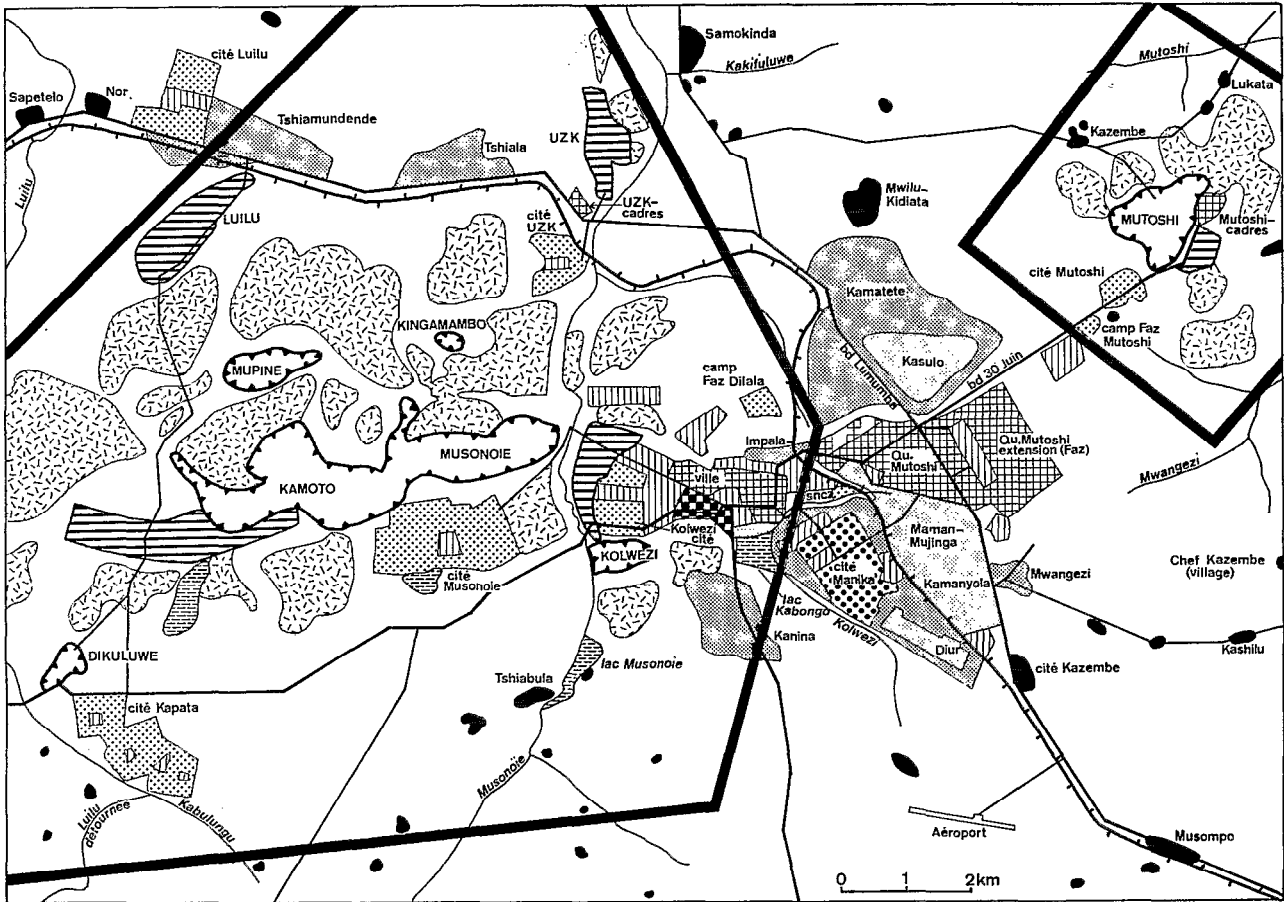 Samokinda
Kakifuluwe
Mutoshi
cité Luilu
Sapetelo
Nor
Tshiamundende
Tshiala
UZK
Lukata
Kazembe
Luilu
LUILU
UZK-
cadres
cité
UZK
Mwilu-
Kidiata
MUTOSHI
Mutoshi-
cadres
cité Mutoshi
camp Faz
Mutoshi
Kamatete
Kasulo
bd Lumumba
bd 30 Juin
KINGAMAMBO
MUPINE
camp
Faz Dilala
Impala
MUSONOIE
KAMOTO
ville
Qu.
Mutoshi
Qu. Mutoshi
extension (Faz)
Mwangezi
sncz
Kolwezi
cité
KOLWEZI
Maman-
Mujinga
cité
Manika
Kamanyola
Mwangezi
Chef Kazembe
(village)
cité
Musonoie
lac
Kabongo
Kolwezi
Kanina
Diur
Kashilu
cité Kazembe
DIKULUWE
lac Musonoie
Tshiabula
cité Kapata
Musonoïe
Luilu
détournee
Kabulungu
Aéroport
Musompo
0 1 2km